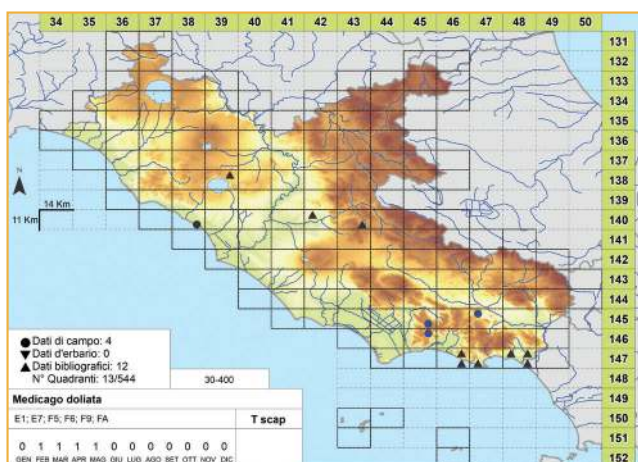 34 35 36 37 38 39 40 41 42 43 44 45 46 47 48 49 50
131
132
133
134
135
136
137
138
139
140
141
142
143
144
145
146
147
148
149
150
151
152
N
14 Km
11 Km
● Dati di campo: 4
▼ Dati d'erbario: 0
▲ Dati bibliografici: 12
N° Quadranti: 13/544
30-400
Medicago doliata
E1; E7; F5; F6; F9; FA
T scap
0 1 1 1 1 0 0 0 0 0 0 0
GEN FEB MAR APR MAG GIU LUG AGO SET OTT NOV DIC